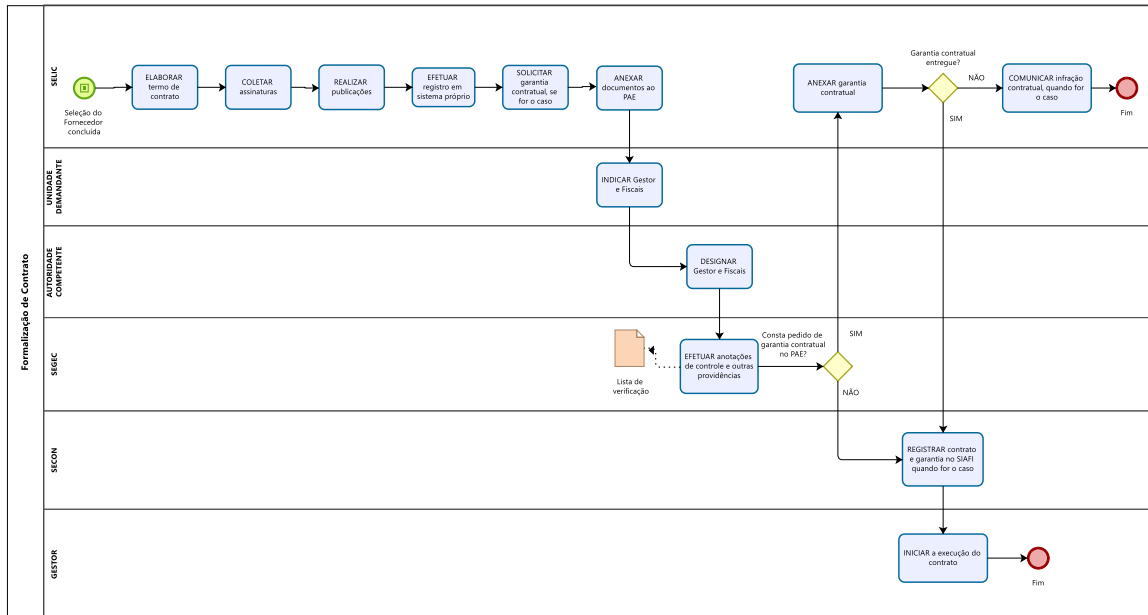 Formalização de Contrato
SELIC
Seleção do
Fornecedor
concluída
ELABORAR
termo de
contrato
COLETAR
assinaturas
REALIZAR
publicações
EFETUAR
registro em
sistema próprio
SOLICITAR
garantia
contratual, se
for o caso
ANEXAR
documentos ao
PAE
ANEXAR garantia
contratual
Garantia contratual
entregue?
NÃO
SIM
COMUNICAR infração
contratual, quando for
o caso
Fim
UNIDADE
DEMANDANTE
INDICAR Gestor
e Fiscais
AUTORIDADE
COMPETENTE
DESIGNAR
Gestor e Fiscais
SEGEC
Lista de
verificação
EFETUAR anotações
de controle e outras
providências
Consta pedido de
garantia contratual
no PAE?
SIM
NÃO
SECON
REGISTRAR contrato
e garantia no SIAFI
quando for o caso
GESTOR
INICIAR a execução do
contrato
Fim